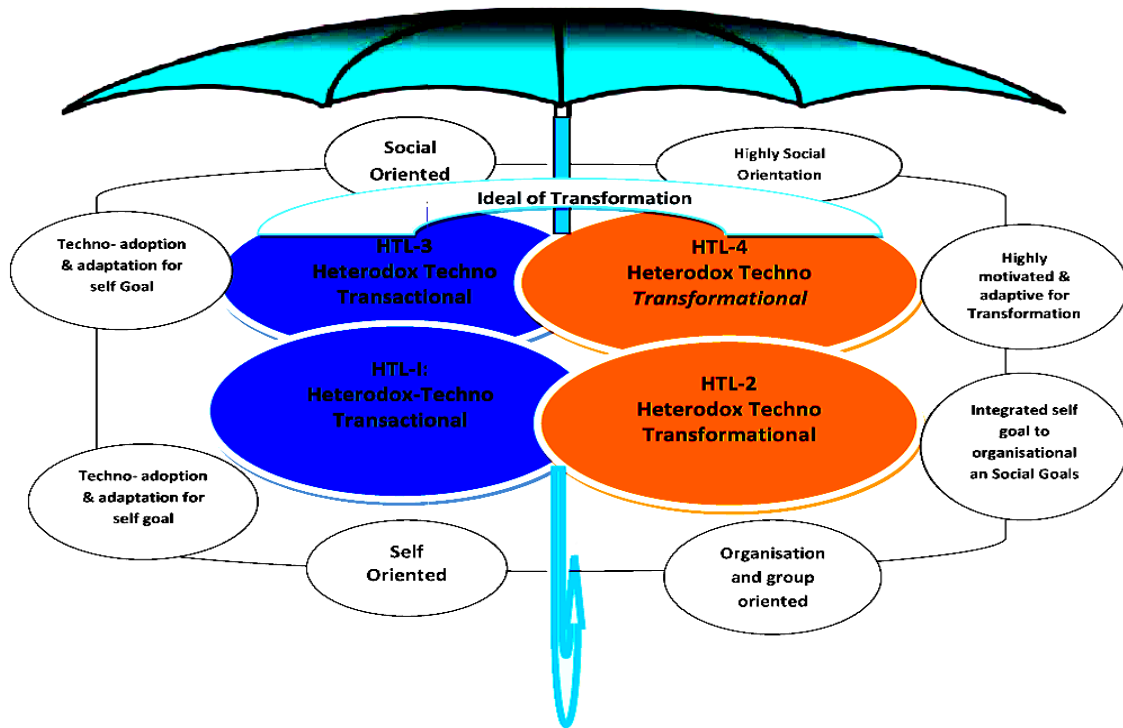 Social
Oriented
Highly Social
Orientation
Ideal of Transformation
Techno- adoption
& adaptation for
self Goal
HTL-3
Heterodox Techno
Transactional
HTL-4
Heterodox Techno
Transformational
Highly
motivated &
adaptive for
Transformation
HTL-I:
Heterodox-Techno
Transactional
HTL-2
Heterodox Techno
Transformational
Integrated self
goal to
organisational
an Social Goals
Techno- adoption
& adaptation for
self goal
Self
Oriented
Organisation
and group
oriented